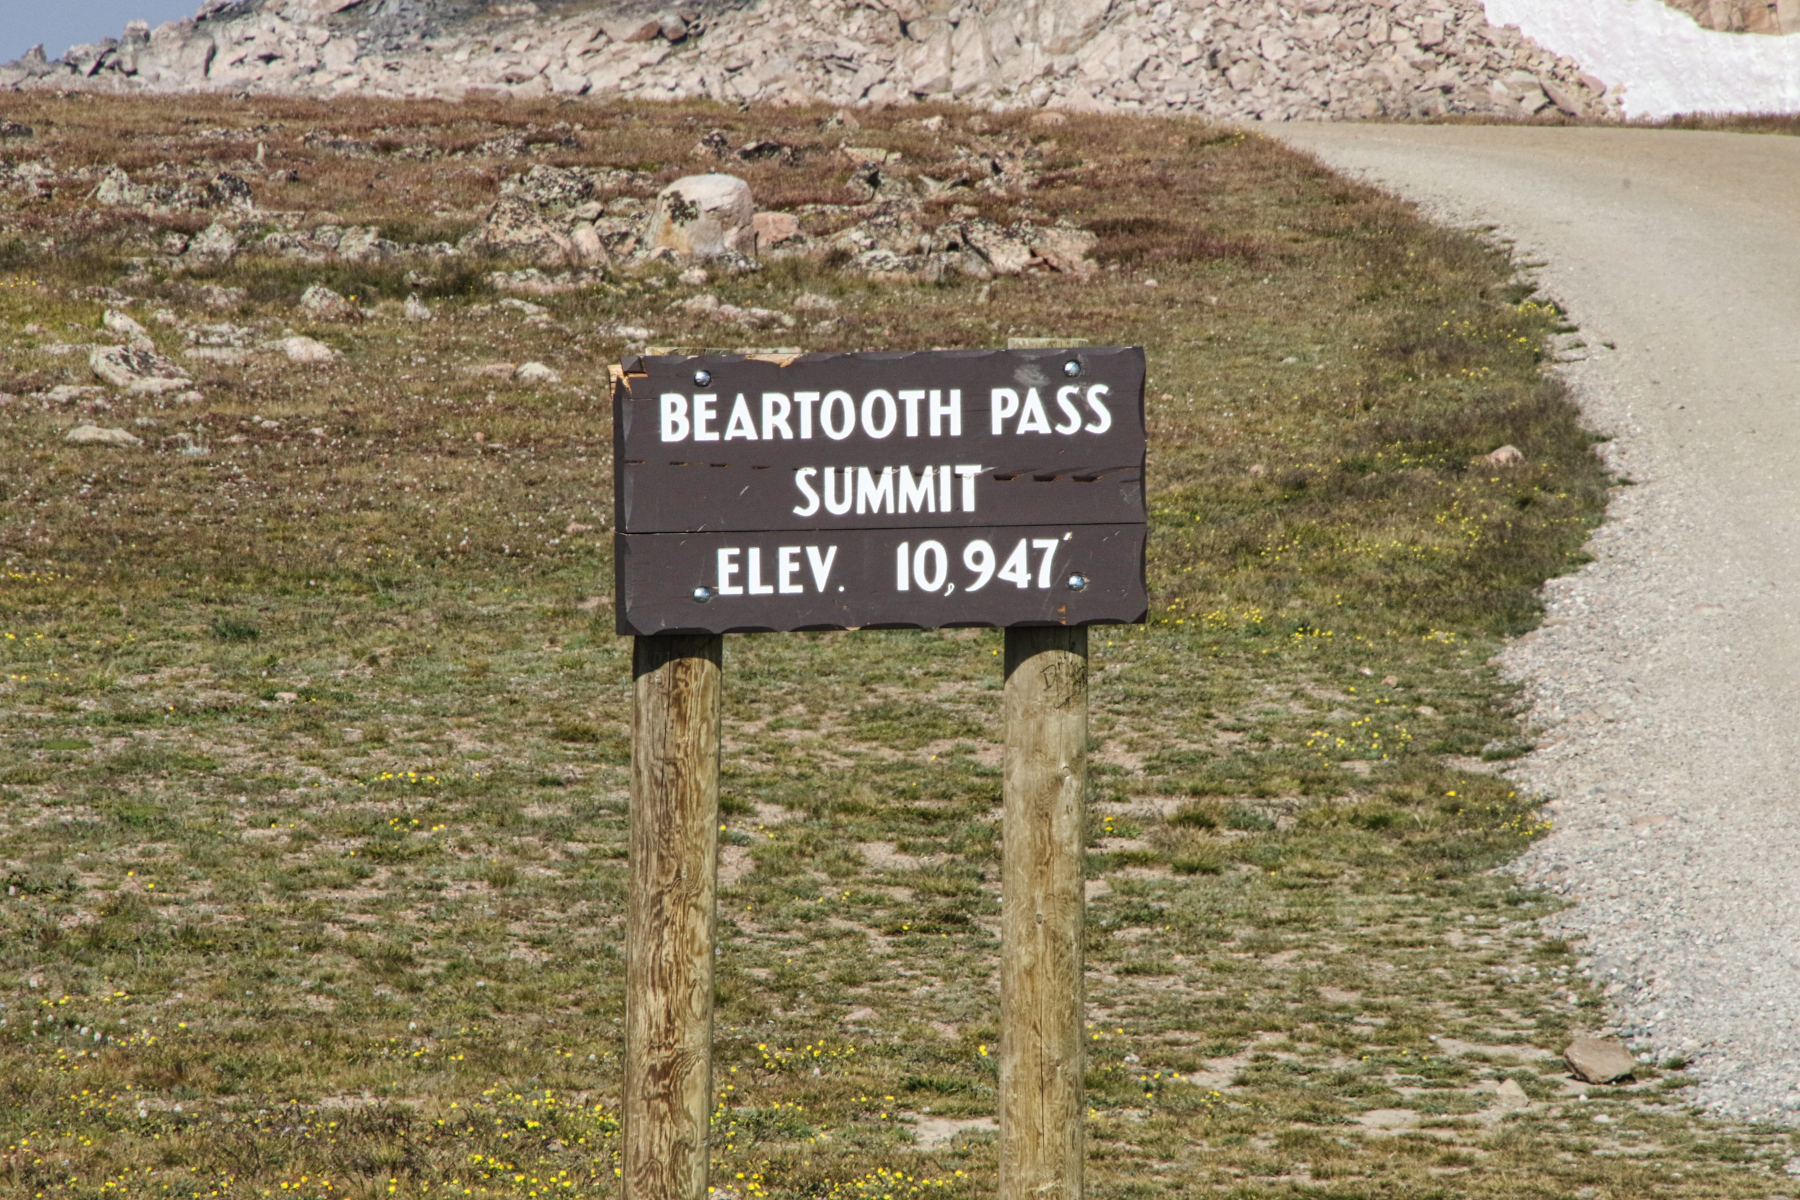 BEARTOOTH PASS
SUMMIT
ELEV. 10,947'